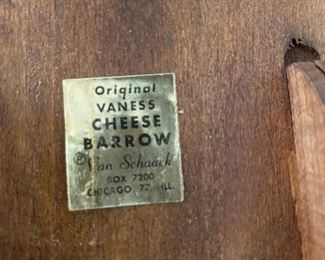 Original
VANESS
CHEESE
BARROW
® Van Schaack
BOX 7200
CHICAGO 77 ILL